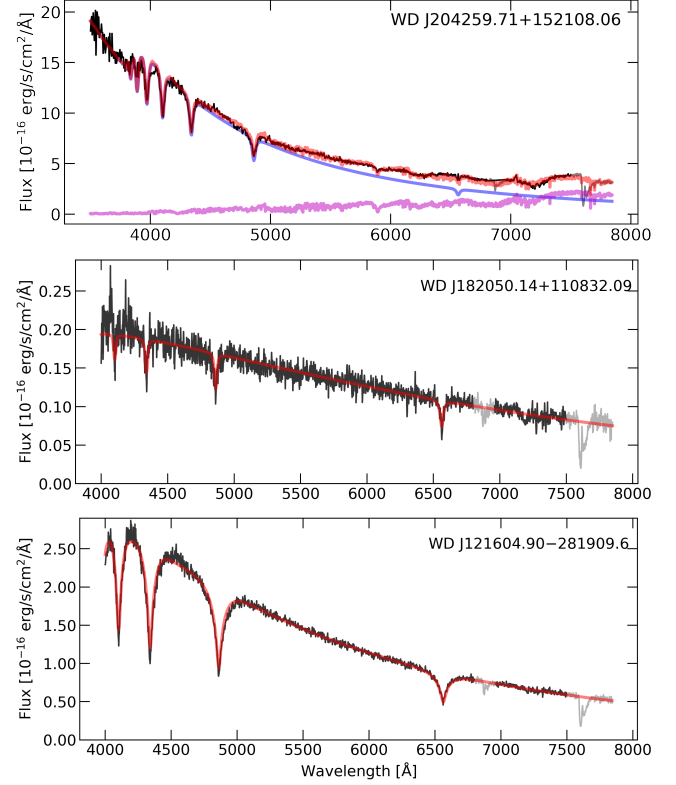 WD J204259.71+152108.06
20
15
10
5
0
Flux [10⁻¹⁶ erg/s/cm²/Å]
4000 5000 6000 7000 8000
WD J182050.14+110832.09
0.25
0.20
0.15
0.10
0.05
0.00
Flux [10⁻¹⁶ erg/s/cm²/Å]
4000 4500 5000 5500 6000 6500 7000 7500 8000
WD J121604.90−281909.6
2.50
2.00
1.50
1.00
0.50
0.00
Flux [10⁻¹⁶ erg/s/cm²/Å]
4000 4500 5000 5500 6000 6500 7000 7500 8000
Wavelength [Å]